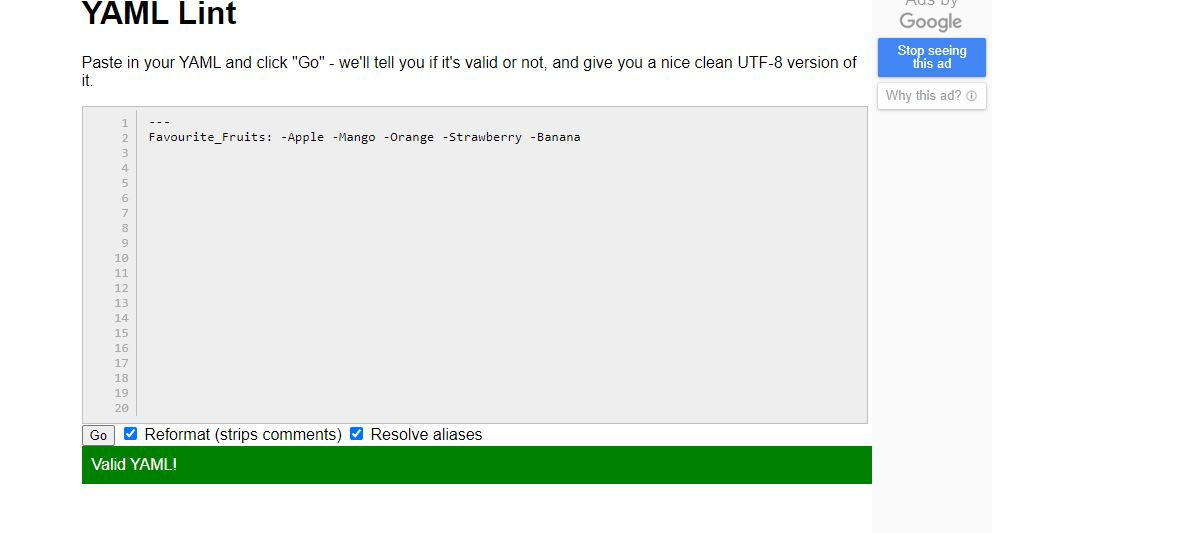 YAML Lint
Ads by
Google
Stop seeing
this ad
Why this ad?
Paste in your YAML and click "Go" - we'll tell you if it's valid or not, and give you a nice clean UTF-8 version of
it.
1 ---
2 Favourite_Fruits: -Apple -Mango -Orange -Strawberry -Banana
3
4
5
6
7
8
9
10
11
12
13
14
15
16
17
18
19
20
Go Reformat (strips comments) Resolve aliases
Valid YAML!